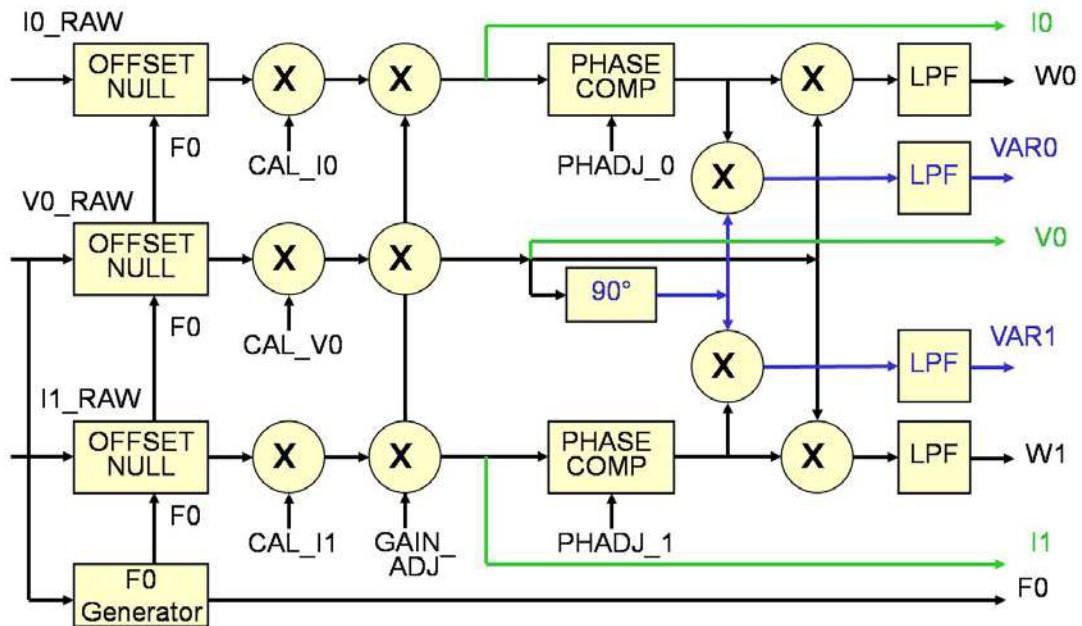 I0_RAW
I0
OFFSET
NULL
X
X
PHASE
COMP
X
LPF
W0
F0
CAL_I0
PHADJ_0
X
LPF
VAR0
V0_RAW
V0
OFFSET
NULL
X
X
90°
F0
CAL_V0
X
LPF
VAR1
I1_RAW
OFFSET
NULL
X
X
PHASE
COMP
X
LPF
W1
F0
CAL_I1
GAIN_
ADJ
PHADJ_1
I1
F0
Generator
F0